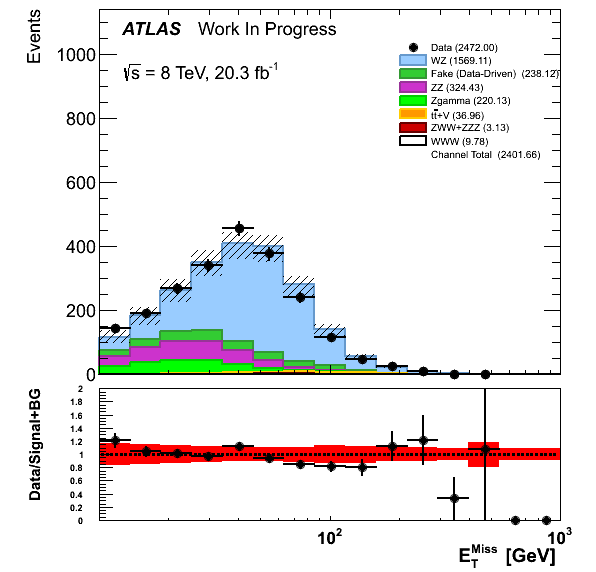 Events
ATLAS Work In Progress
√s = 8 TeV, 20.3 fb⁻¹
Data (2472.00)
WZ (1569.11)
Fake (Data-Driven) (238.12)
ZZ (324.43)
Zgamma (220.13)
tt̄+V (36.96)
ZWW+ZZZ (3.13)
WWW (9.78)
Channel Total (2401.66)
1000
800
600
400
200
0
Data/Signal+BG
2
1.8
1.6
1.4
1.2
1
0.8
0.6
0.4
0.2
0
10² 10³
E_T^Miss [GeV]